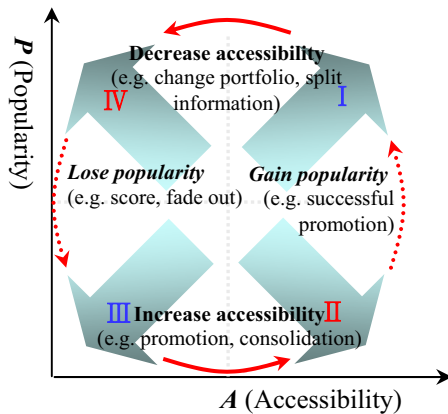 P (Popularity)
Decrease accessibility
(e.g. change portfolio, split
information)
IV
I
Lose popularity
(e.g. score, fade out)
Gain popularity
(e.g. successful
promotion)
III
Increase accessibility
II
(e.g. promotion, consolidation)
A (Accessibility)